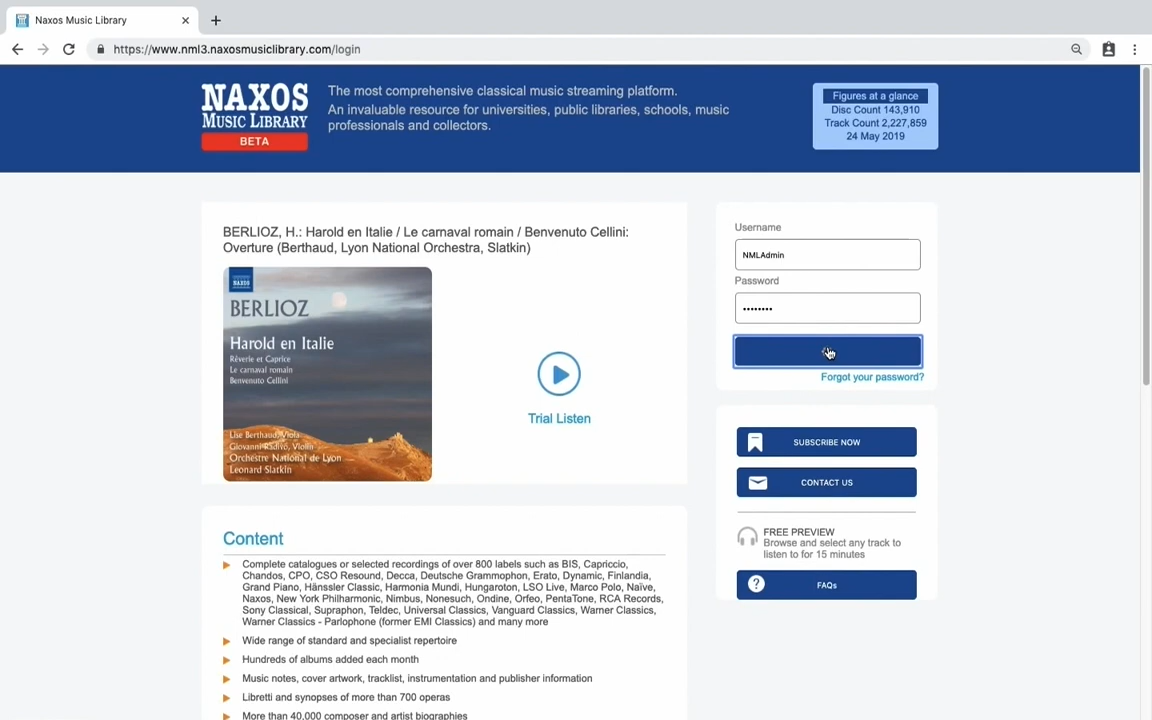 Naxos Music Library
https://www.nml3.naxosmusiclibrary.com/login
NAXOS
MUSIC LIBRARY
BETA
The most comprehensive classical music streaming platform.
An invaluable resource for universities, public libraries, schools, music
professionals and collectors.
Figures at a glance
Disc Count 143,910
Track Count 2,227,859
24 May 2019
BERLIOZ, H.: Harold en Italie / Le carnaval romain / Benvenuto Cellini:
Overture (Berthaud, Lyon National Orchestra, Slatkin)
NAXOS
BERLIOZ
Harold en Italie
Rêverie et Caprice
Le carnaval romain
Benvenuto Cellini
Lise Berthaud, Viola
Giovanni Radivo, Violin
Orchestre National de Lyon
Leonard Slatkin
Trial Listen
Username
NMLAdmin
Password
••••••••
Forgot your password?
SUBSCRIBE NOW
CONTACT US
FREE PREVIEW
Browse and select any track to
listen to for 15 minutes
FAQs
Content
Complete catalogues or selected recordings of over 800 labels such as BIS, Capriccio,
Chandos, CPO, CSO Resound, Decca, Deutsche Grammophon, Erato, Dynamic, Finlandia,
Grand Piano, Hänssler Classic, Harmonia Mundi, Hungaroton, LSO Live, Marco Polo, Naïve,
Naxos, New York Philharmonic, Nimbus, Nonesuch, Ondine, Orfeo, PentaTone, RCA Records,
Sony Classical, Supraphon, Teldec, Universal Classics, Vanguard Classics, Warner Classics,
Warner Classics - Parlophone (former EMI Classics) and many more
Wide range of standard and specialist repertoire
Hundreds of albums added each month
Music notes, cover artwork, tracklist, instrumentation and publisher information
Libretti and synopses of more than 700 operas
More than 40,000 composer and artist biographies